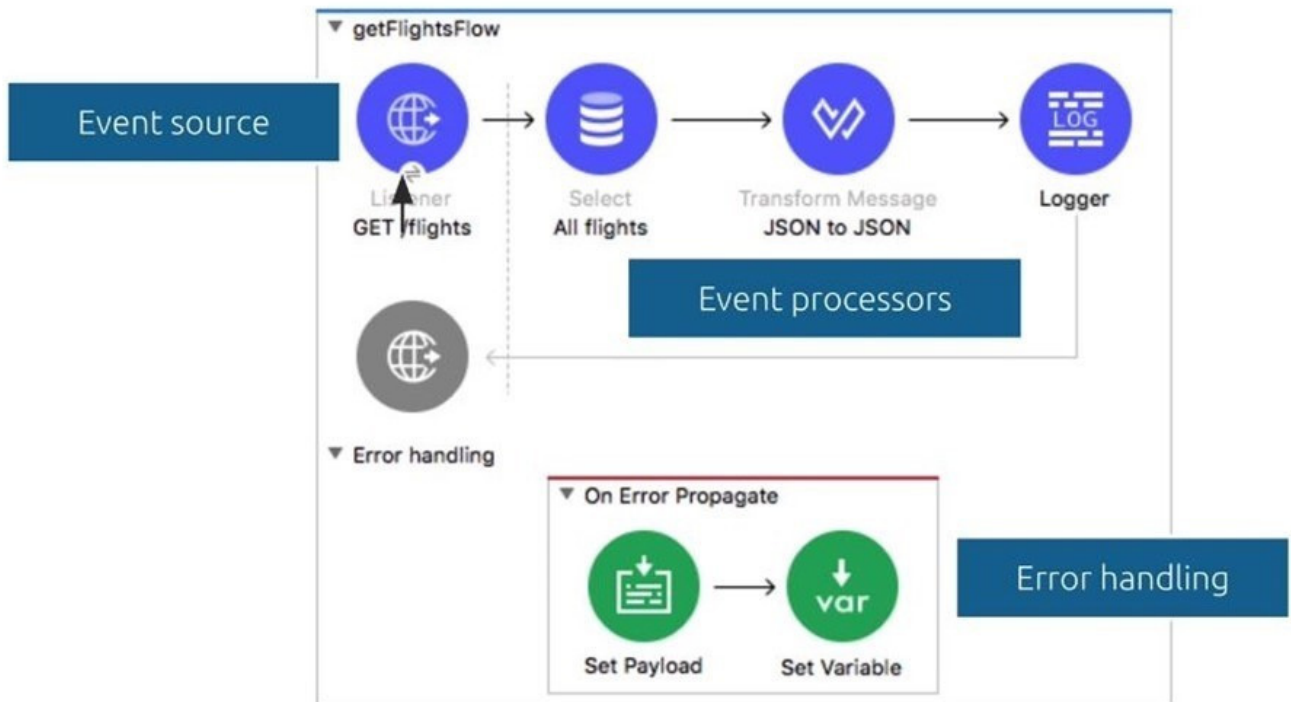 getFlightsFlow
Event source
LOG
Listener
Select
Transform Message
Logger
GET /flights
All flights
JSON to JSON
Event processors
Error handling
On Error Propagate
var
Error handling
Set Payload
Set Variable